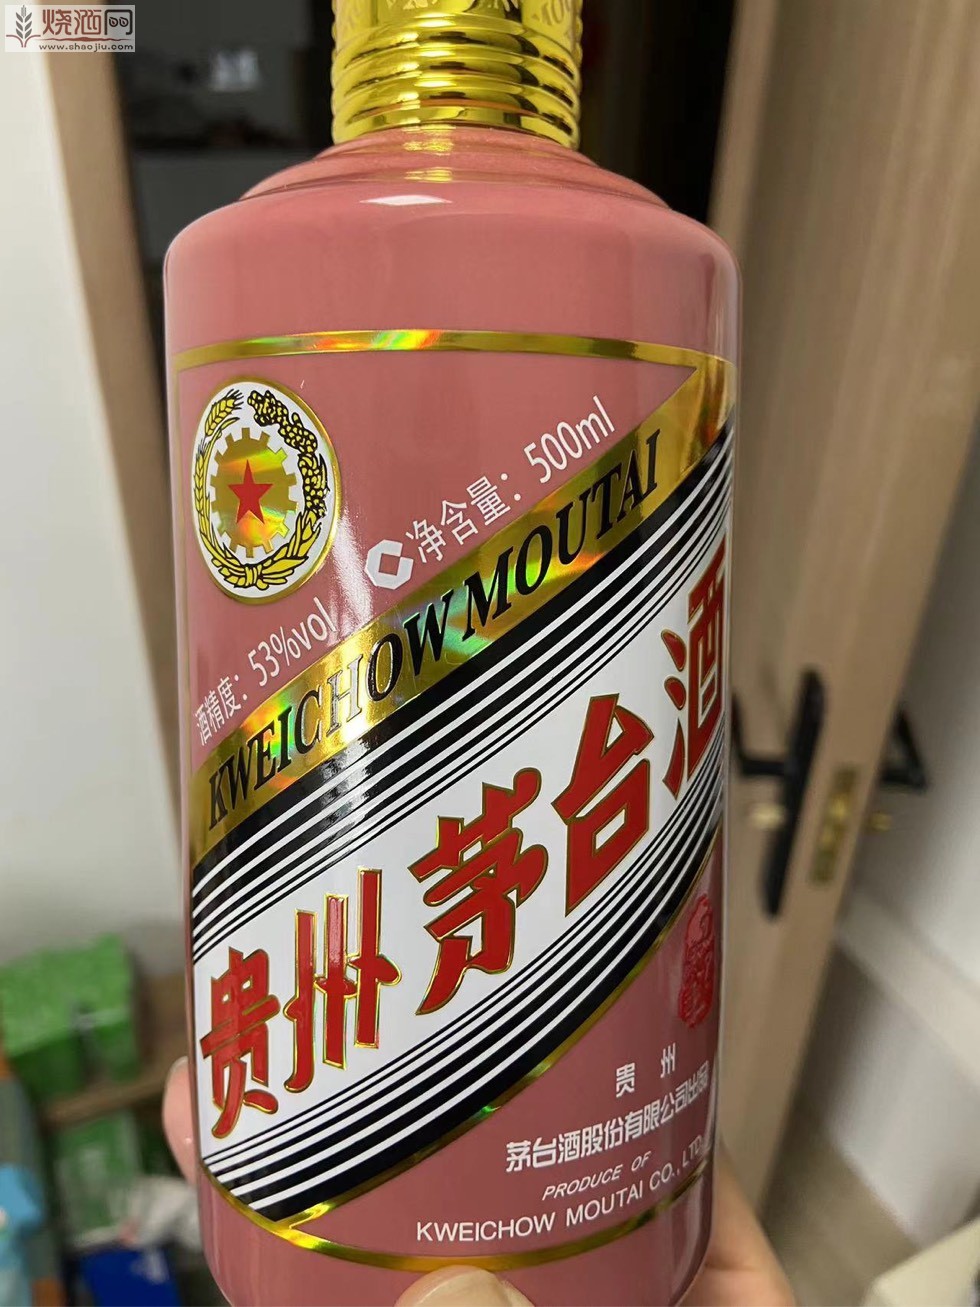 烧酒网
www.shaojiu.com
净含量：500ml
酒精度：53%vol
KWEICHOW MOUTAI
贵州茅台酒
贵 州
茅台酒股份有限公司出品
PRODUCE OF
KWEICHOW MOUTAI CO., LTD